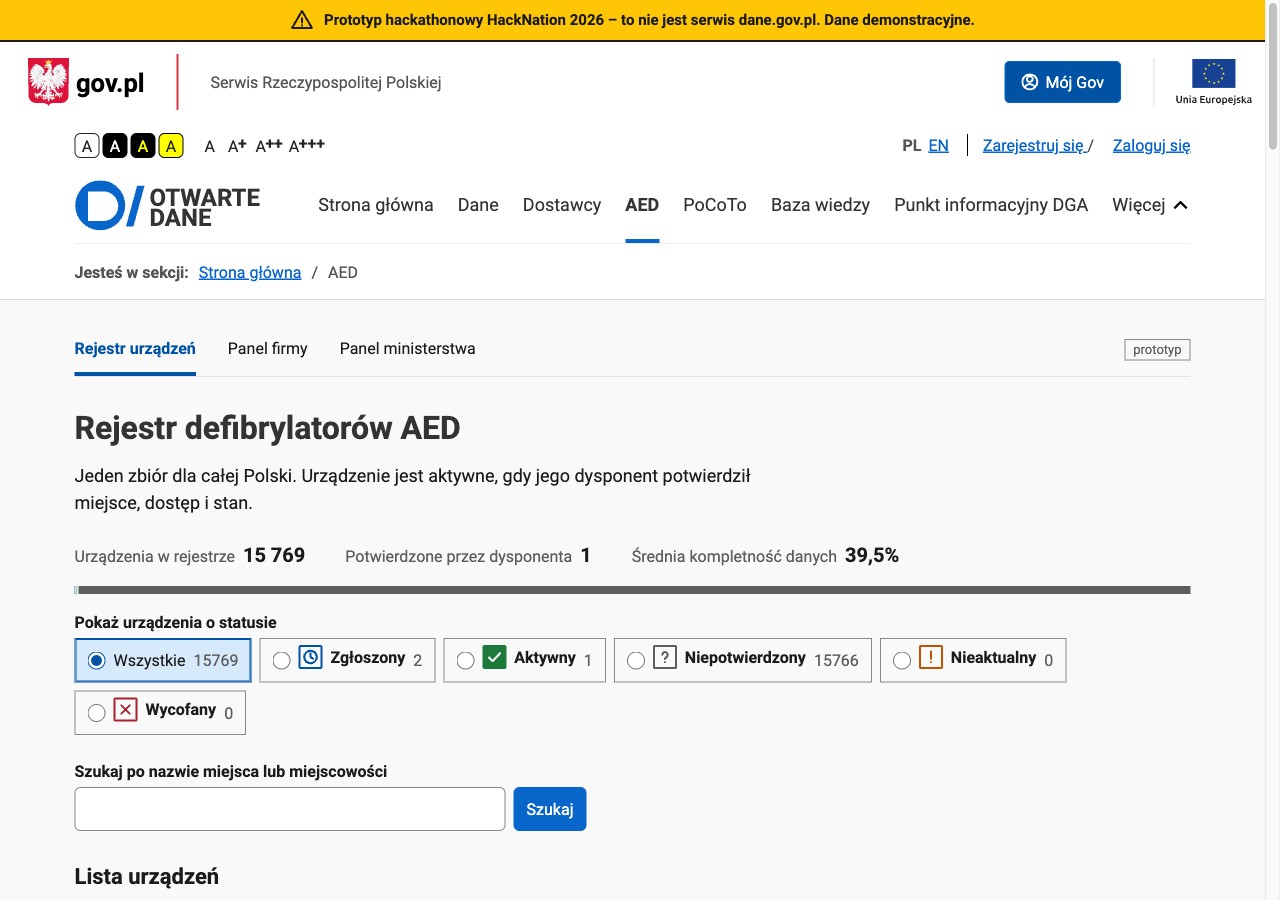 Prototyp hackathonowy HackNation 2026 – to nie jest serwis dane.gov.pl. Dane demonstracyjne.
gov.pl
Serwis Rzeczypospolitej Polskiej
Mój Gov
Unia Europejska
A A A A A A+ A++ A+++
PL EN Zarejestruj się / Zaloguj się
OTWARTE DANE
Strona główna Dane Dostawcy AED PoCoTo Baza wiedzy Punkt informacyjny DGA Więcej
Jesteś w sekcji: Strona główna / AED
Rejestr urządzeń Panel firmy Panel ministerstwa prototyp
Rejestr defibrylatorów AED
Jeden zbiór dla całej Polski. Urządzenie jest aktywne, gdy jego dysponent potwierdził
miejsce, dostęp i stan.
Urządzenia w rejestrze 15 769 Potwierdzone przez dysponenta 1 Średnia kompletność danych 39,5%
Pokaż urządzenia o statusie
Wszystkie 15769 Zgłoszony 2 Aktywny 1 ? Niepotwierdzony 15766 ! Nieaktualny 0
Wycofany 0
Szukaj po nazwie miejsca lub miejscowości
Szukaj
Lista urządzeń